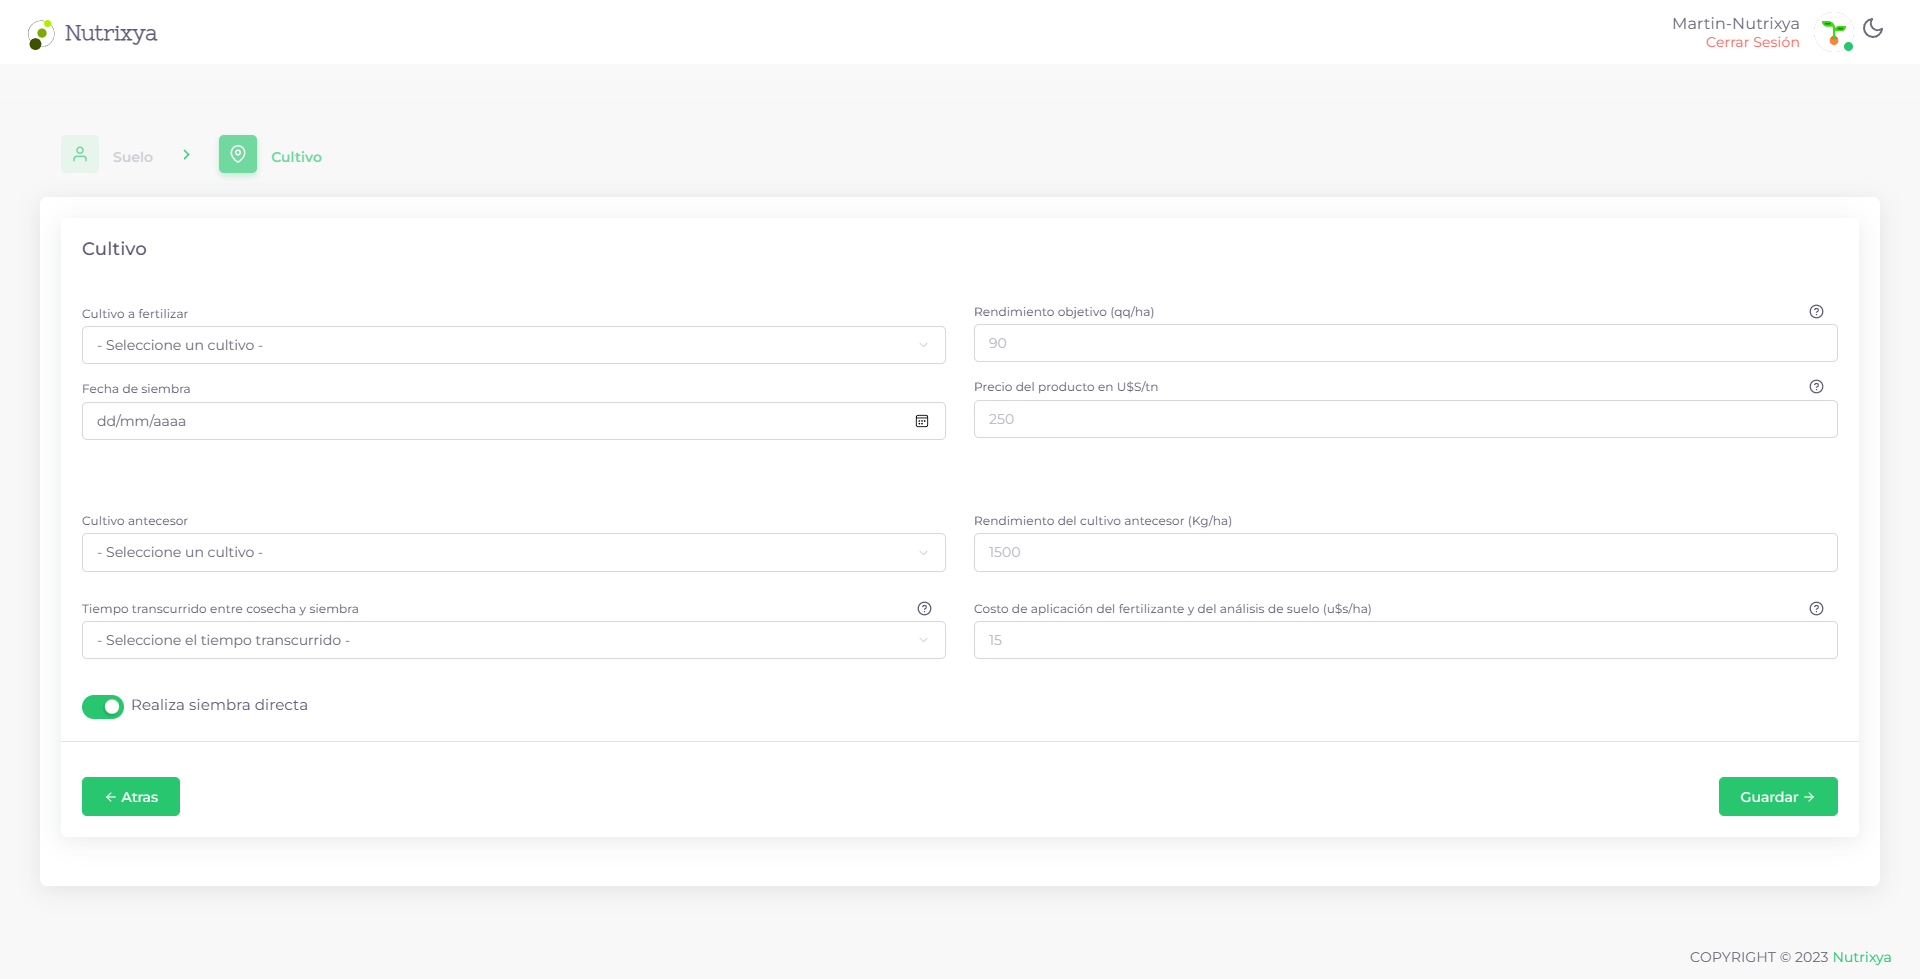 Nutrixya
Martin-Nutrixya
Cerrar Sesión
Suelo
Cultivo
Cultivo
Cultivo a fertilizar
- Seleccione un cultivo -
Rendimiento objetivo (qq/ha)
90
Fecha de siembra
dd/mm/aaaa
Precio del producto en U$S/tn
250
Cultivo antecesor
- Seleccione un cultivo -
Rendimiento del cultivo antecesor (Kg/ha)
1500
Tiempo transcurrido entre cosecha y siembra
- Seleccione el tiempo transcurrido -
Costo de aplicación del fertilizante y del análisis de suelo (u$s/ha)
15
Realiza siembra directa
← Atras
Guardar →
COPYRIGHT © 2023 Nutrixya